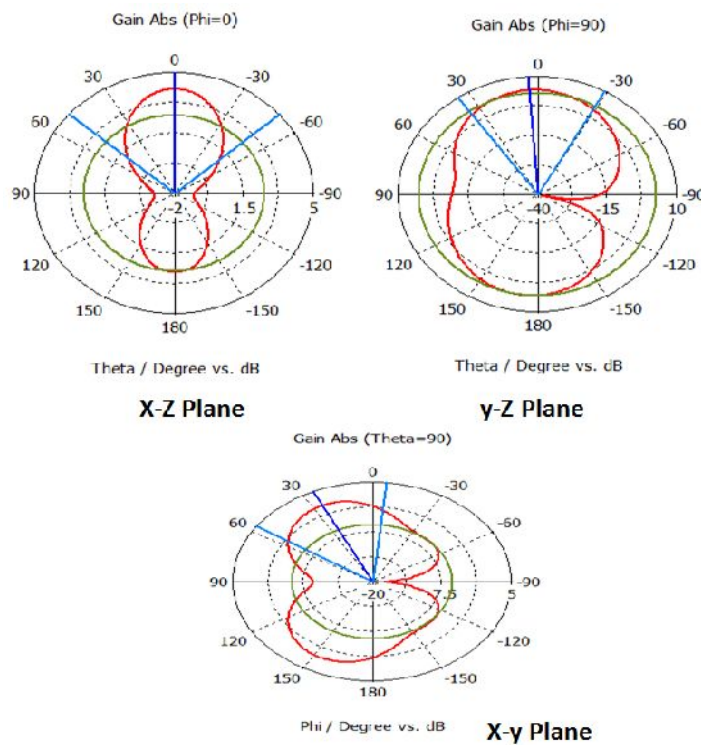 Gain Abs (Phi=0)
0
30 -30
60 -60
90 -2 1.5 5 -90
120 -120
150 -150
180
Theta / Degree vs. dB
X-Z Plane
Gain Abs (Phi=90)
0
30 -30
60 -60
90 -40 -15 10 -90
120 -120
150 -150
180
Theta / Degree vs. dB
y-Z Plane
Gain Abs (Theta=90)
0
30 -30
60 -60
90 -20 -7.5 5 -90
120 -120
150 -150
180
Phi / Degree vs. dB
X-y Plane